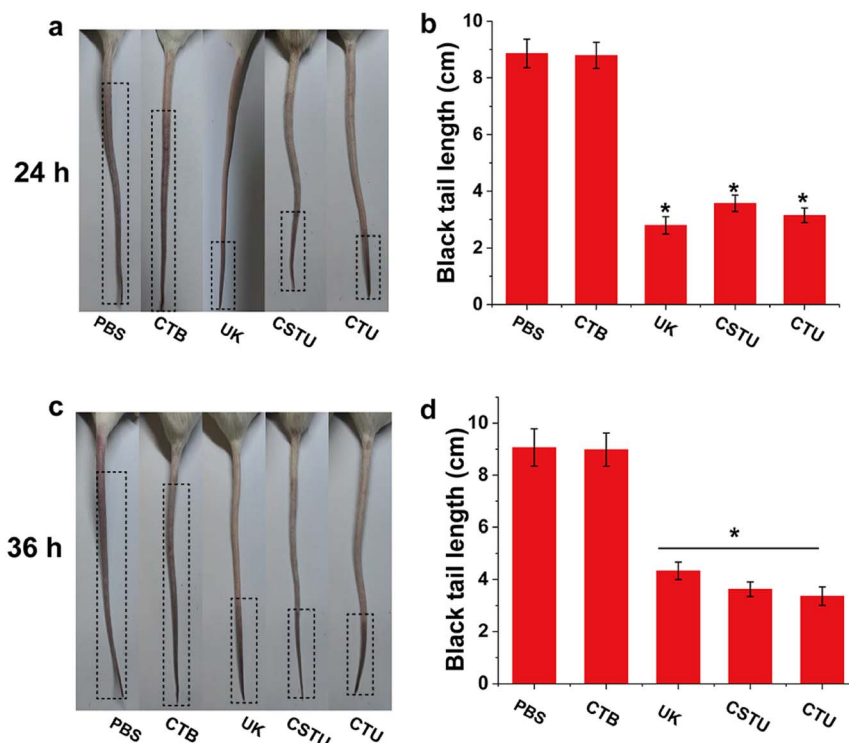 a
24 h
PBS CTB UK CSTU CTU
b
Black tail length (cm)
10
8
6
4
2
0
* * *
PBS CTB UK CSTU CTU
c
36 h
PBS CTB UK CSTU CTU
d
Black tail length (cm)
10
8
6
4
2
0
*
PBS CTB UK CSTU CTU